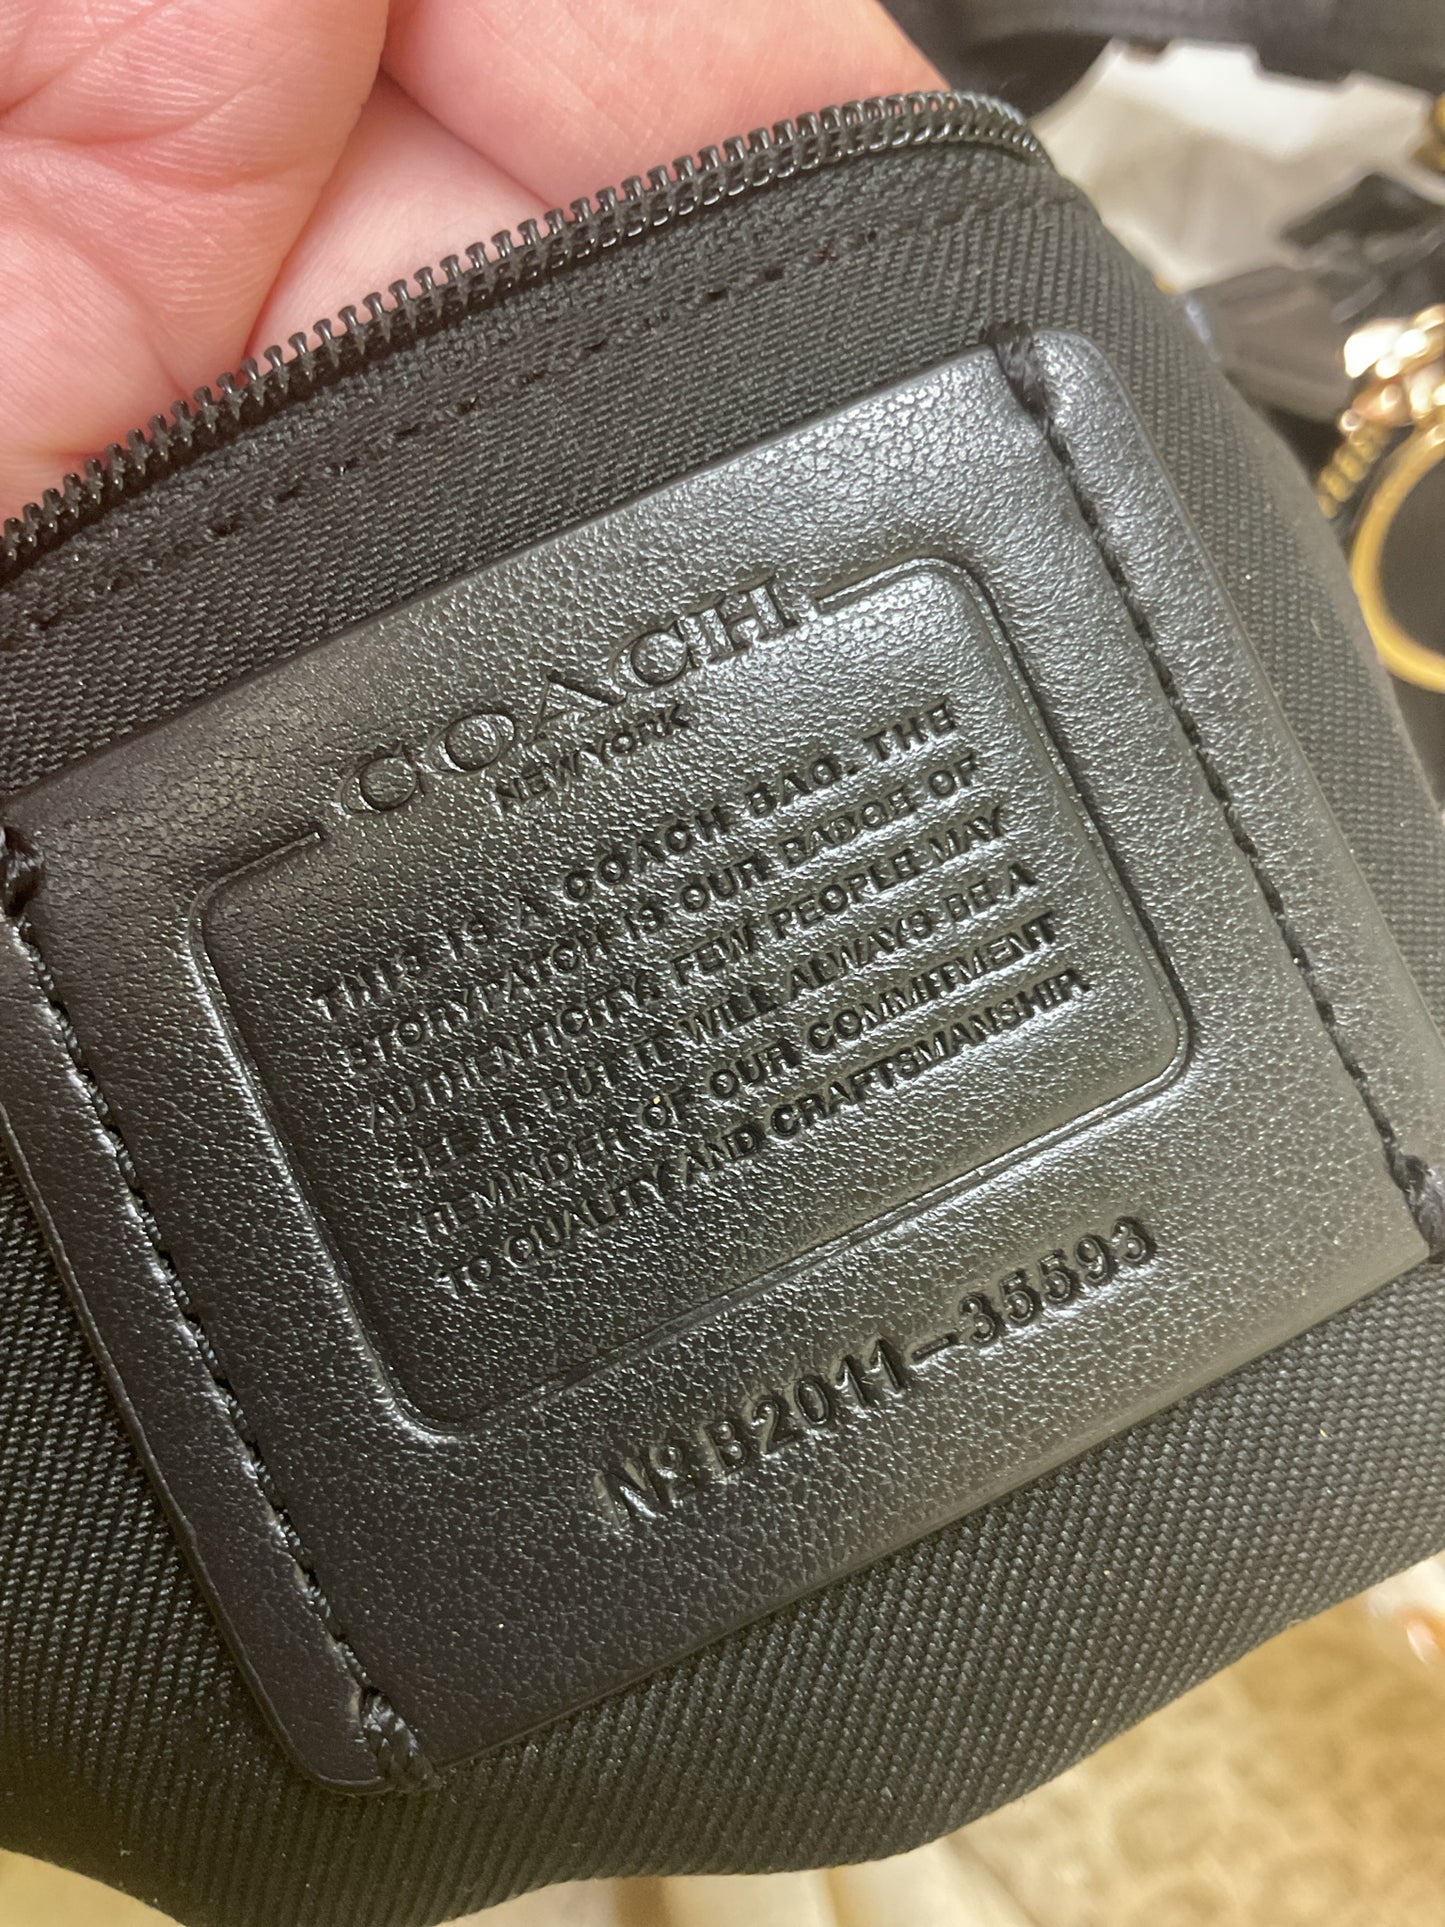 COACH
NEW YORK
THIS IS A COACH BAG. THE
STORYPATCH IS OUR BADGE OF
AUTHENTICITY. FEW PEOPLE MAY
SEE IT, BUT IT WILL ALWAYS BE A
REMINDER OF OUR COMMITMENT
TO QUALITY AND CRAFTSMANSHIP.
Nº B2011-35593